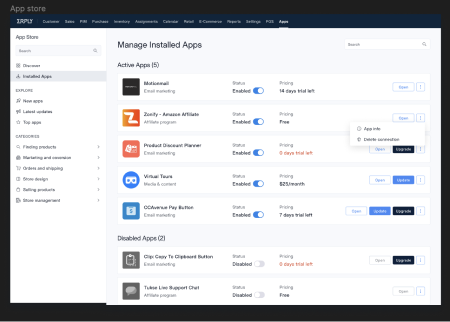 App store
ERPLY Customer Sales PIM Purchase Inventory Assignments Calendar Retail E-Commerce Reports Settings POS Apps
App Store
Search
Discover
Installed Apps
EXPLORE
New apps
Latest updates
Top apps
CATEGORIES
Finding products
Marketing and conversion
Orders and shipping
Store design
Selling products
Store management
Manage Installed Apps
Search
Active Apps (5)
Motionmail
Email marketing
Status
Enabled
Pricing
14 days trial left
Open
Zonify - Amazon Affiliate
Affiliate program
Status
Enabled
Pricing
Free
Open
App info
Delete connection
Product Discount Planner
Email marketing
Status
Enabled
Pricing
0 days trial left
Open
Upgrade
Virtual Tours
Media & content
Status
Enabled
Pricing
$25/month
Open
Update
CCAvenue Pay Button
Email marketing
Status
Enabled
Pricing
7 days trial left
Open
Update
Upgrade
Disabled Apps (2)
Clip: Copy To Clipboard Button
Email marketing
Status
Disabled
Pricing
0 days trial left
Open
Upgrade
Tukse Live Support Chat
Affiliate program
Status
Disabled
Pricing
Free
Open